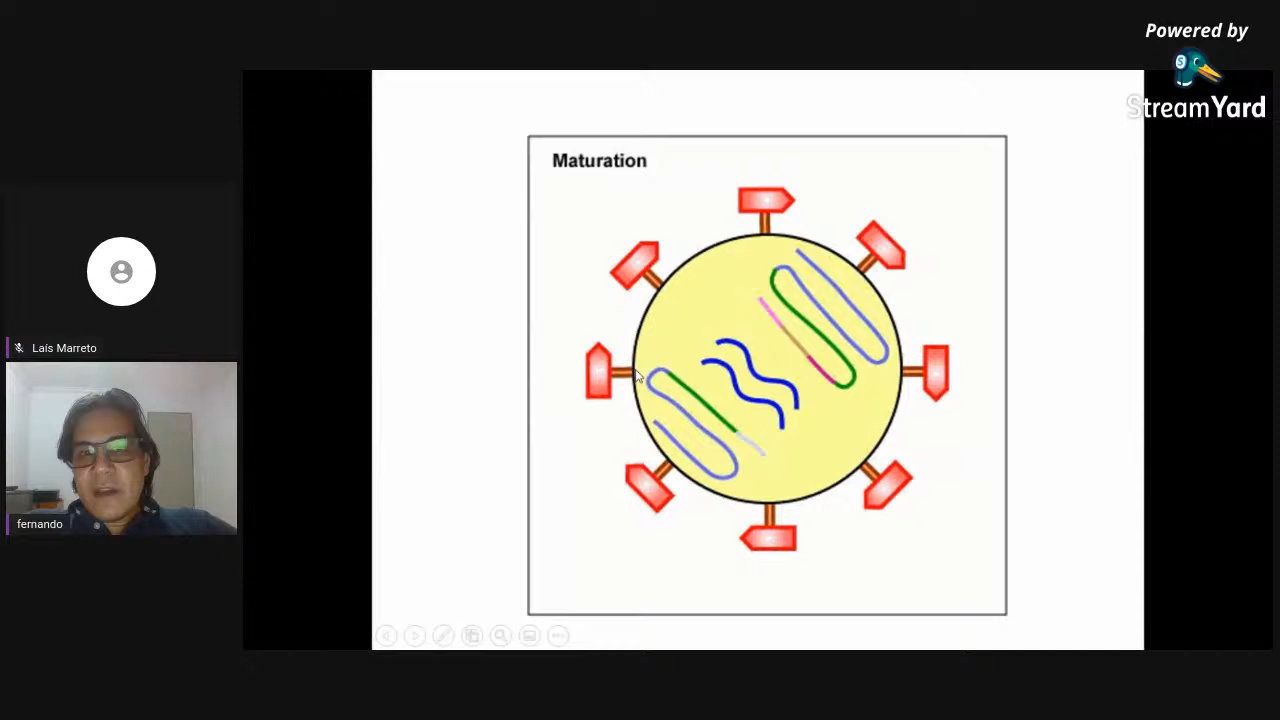 Powered by
StreamYard
Maturation
Laís Marreto
fernando